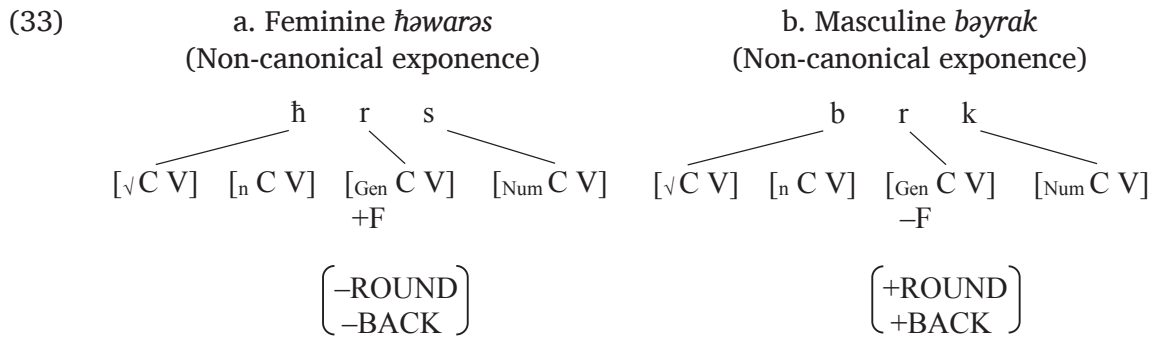 (33) a. Feminine ħəwarəs b. Masculine bəyrak
(Non-canonical exponence) (Non-canonical exponence)
ħ r s b r k
[√ C V] [n C V] [Gen C V] [Num C V] [√ C V] [n C V] [Gen C V] [Num C V]
+F –F
–ROUND +ROUND
–BACK +BACK